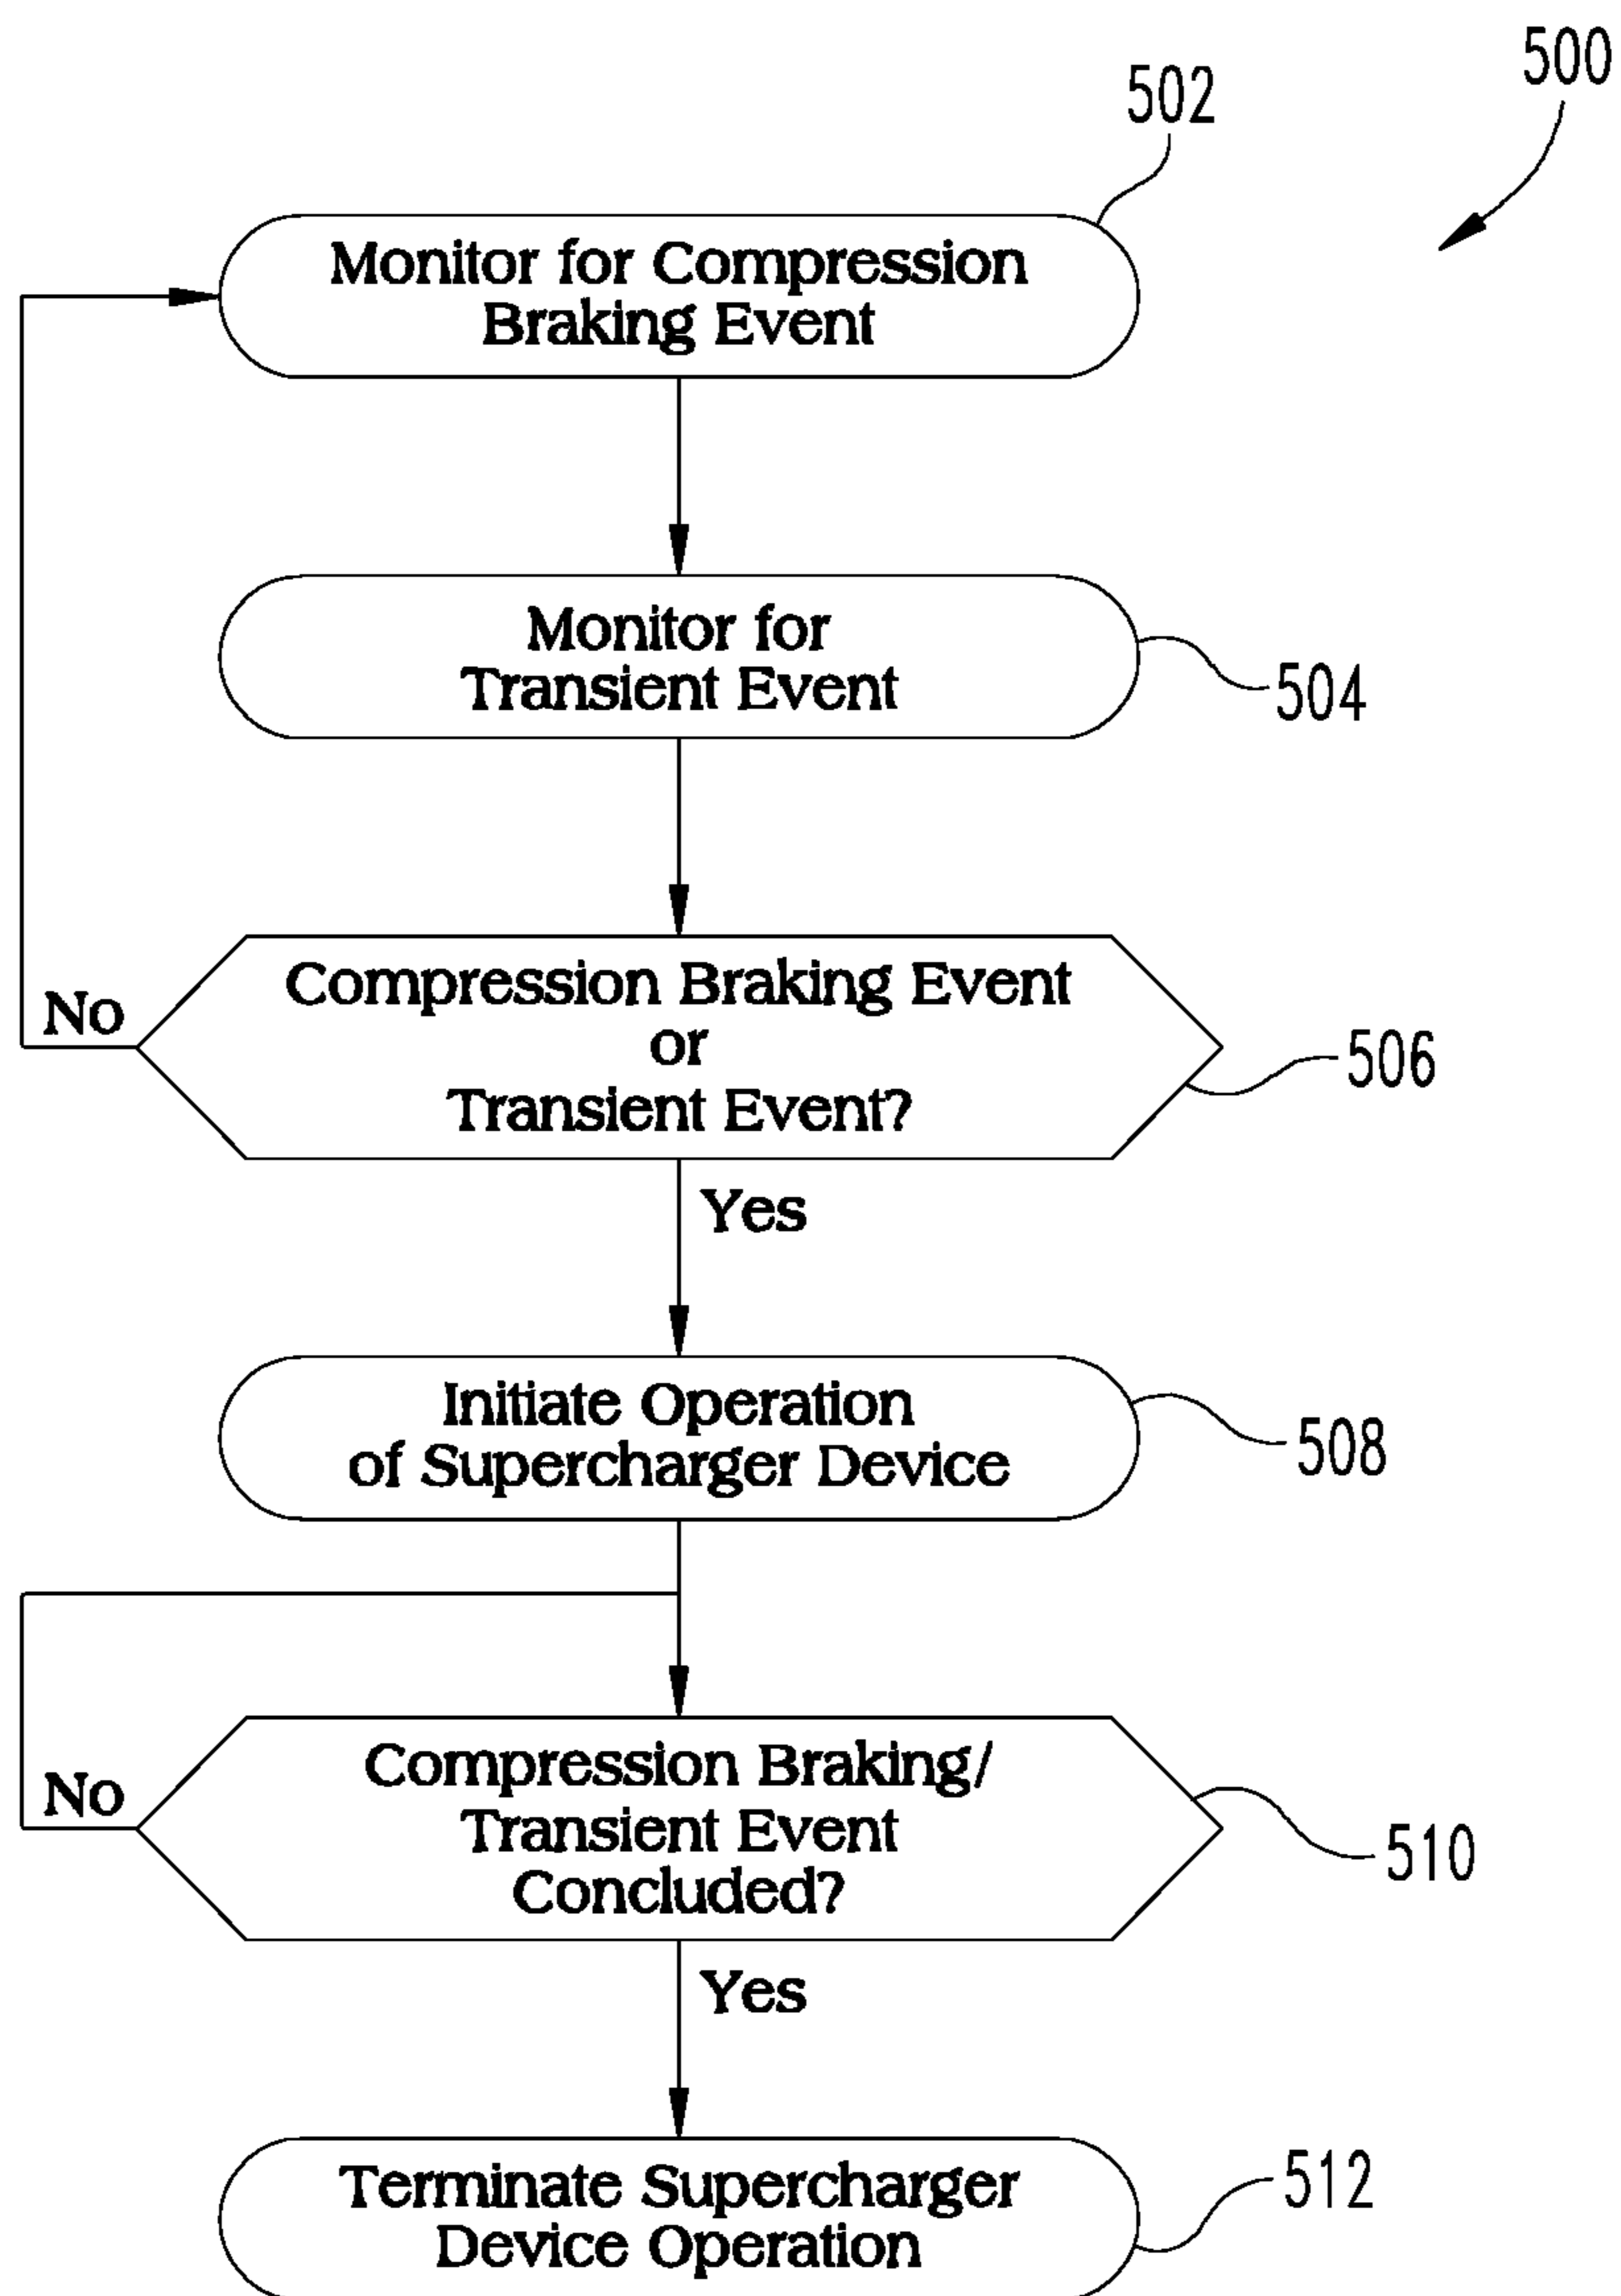 500
502
Monitor for Compression
Braking Event
Monitor for
Transient Event
504
Compression Braking Event
or
Transient Event?
No
506
Yes
Initiate Operation
of Supercharger Device
508
Compression Braking/
Transient Event
Concluded?
No
510
Yes
Terminate Supercharger
Device Operation
512